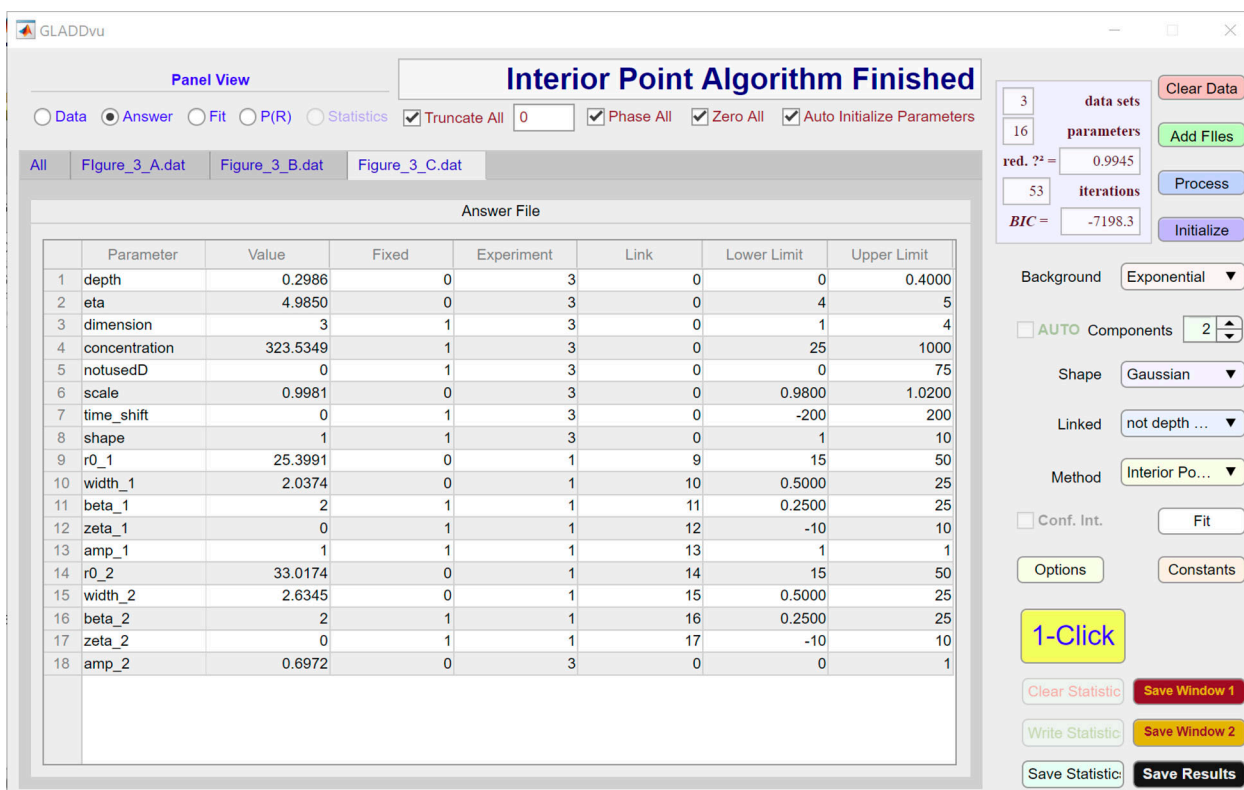 GLADDvu
Panel View
Interior Point Algorithm Finished
Data Answer Fit P(R) Statistics Truncate All 0 Phase All Zero All Auto Initialize Parameters
All FIgure_3_A.dat Figure_3_B.dat Figure_3_C.dat
Answer File
Parameter Value Fixed Experiment Link Lower Limit Upper Limit
1 depth 0.2986 0 3 0 0 0.4000
2 eta 4.9850 0 3 0 4 5
3 dimension 3 1 3 0 1 4
4 concentration 323.5349 1 3 0 25 1000
5 notusedD 0 1 3 0 0 75
6 scale 0.9981 0 3 0 0.9800 1.0200
7 time_shift 0 1 3 0 -200 200
8 shape 1 1 3 0 1 10
9 r0_1 25.3991 0 1 9 15 50
10 width_1 2.0374 0 1 10 0.5000 25
11 beta_1 2 1 1 11 0.2500 25
12 zeta_1 0 1 1 12 -10 10
13 amp_1 1 1 1 13 1 1
14 r0_2 33.0174 0 1 14 15 50
15 width_2 2.6345 0 1 15 0.5000 25
16 beta_2 2 1 1 16 0.2500 25
17 zeta_2 0 1 1 17 -10 10
18 amp_2 0.6972 0 3 0 0 1
3 data sets
16 parameters
red. ?² = 0.9945
53 iterations
BIC = -7198.3
Clear Data
Add FIles
Process
Initialize
Background Exponential
AUTO Components 2
Shape Gaussian
Linked not depth ...
Method Interior Po...
Conf. Int. Fit
Options Constants
1-Click
Clear Statistic Save Window 1
Write Statistic Save Window 2
Save Statistic Save Results